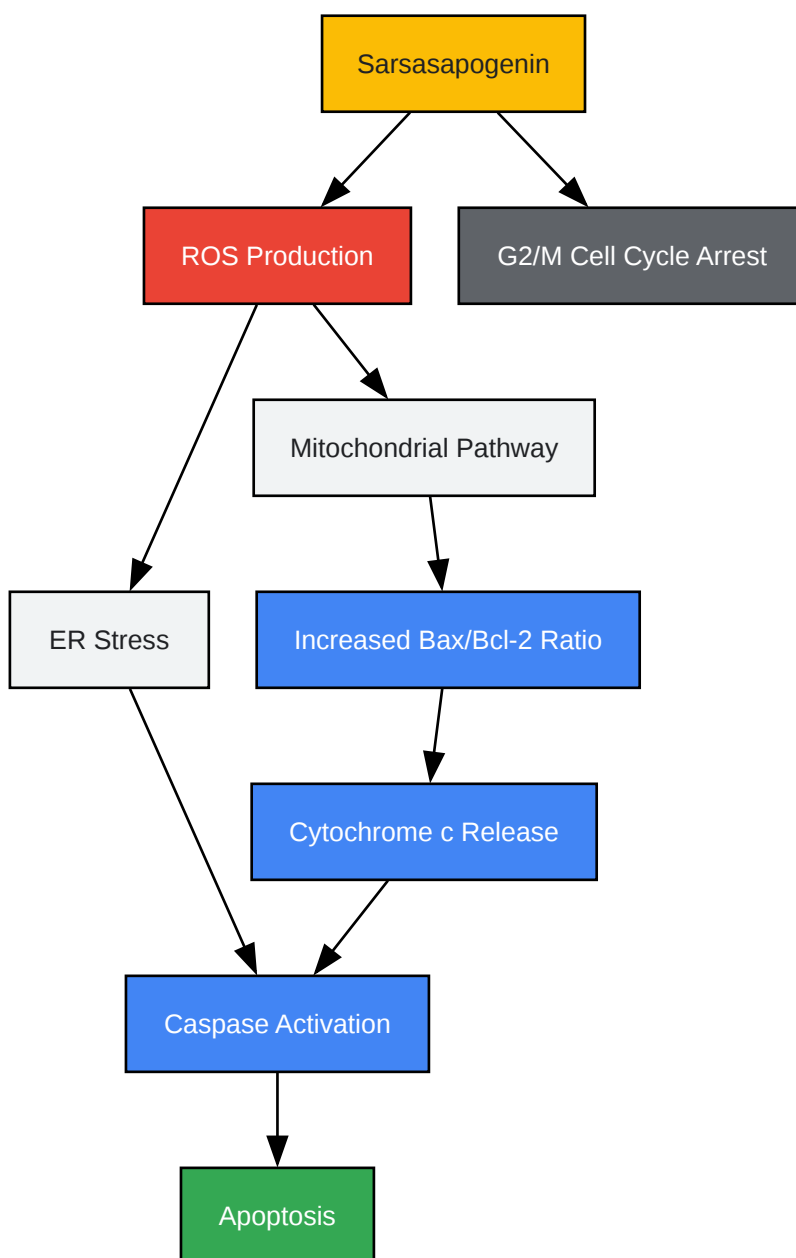 Sarsasapogenin
ROS Production
G2/M Cell Cycle Arrest
Mitochondrial Pathway
ER Stress
Increased Bax/Bcl-2 Ratio
Cytochrome c Release
Caspase Activation
Apoptosis